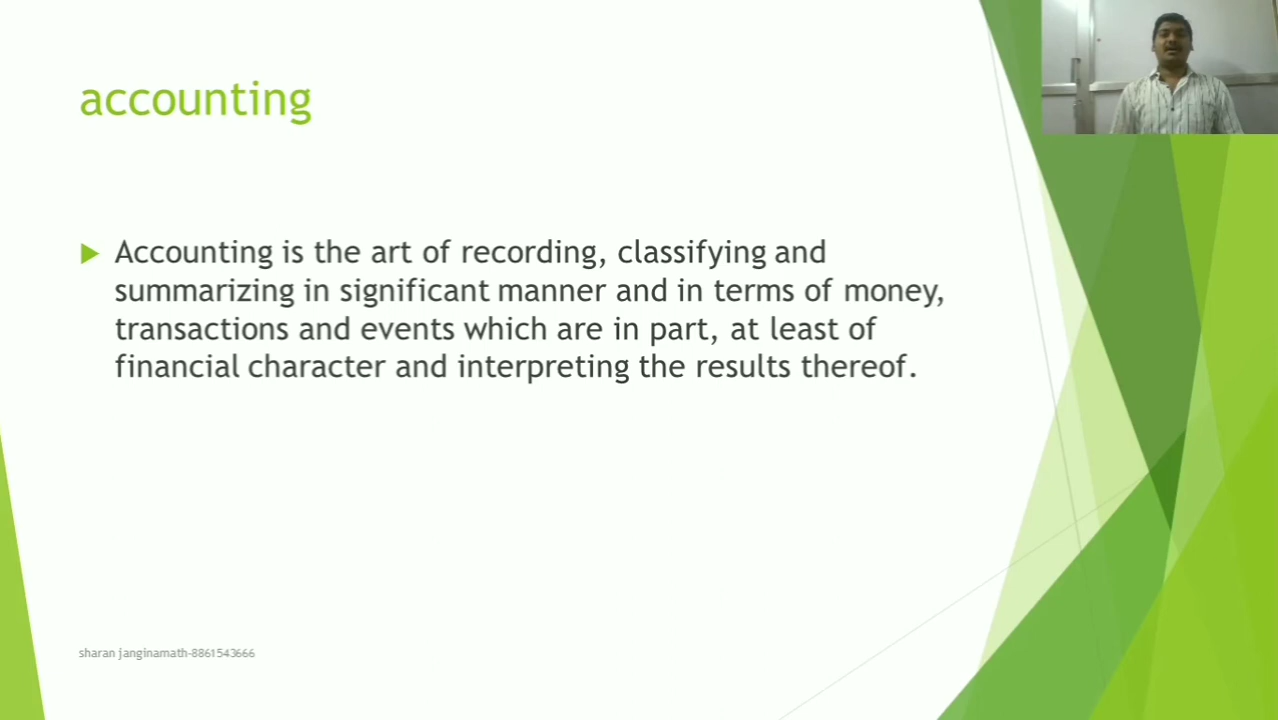 accounting
Accounting is the art of recording, classifying and
summarizing in significant manner and in terms of money,
transactions and events which are in part, at least of
financial character and interpreting the results thereof.
sharan janginamath-8861543666